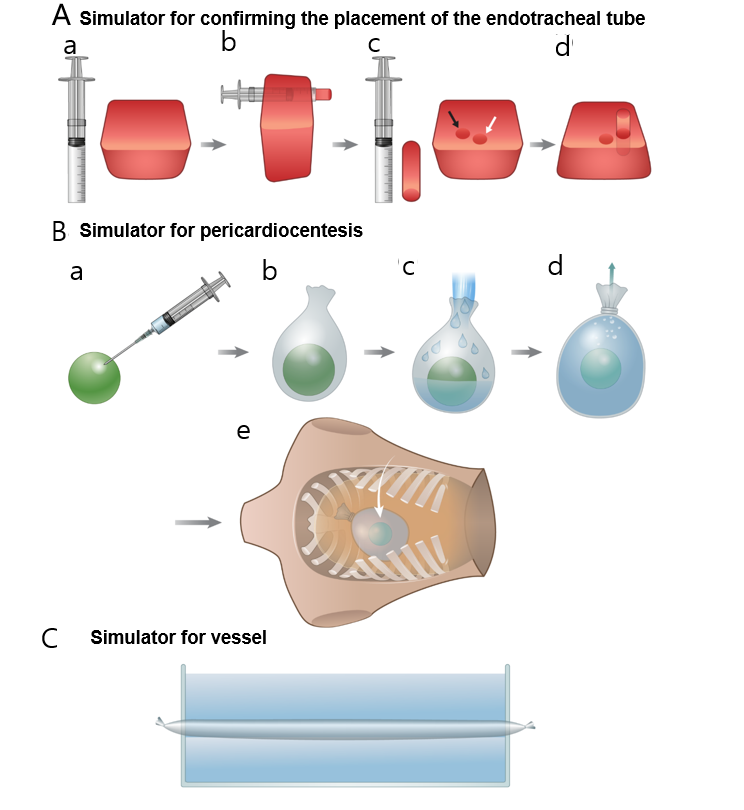 A Simulator for confirming the placement of the endotracheal tube
a b c d
B Simulator for pericardiocentesis
a b c d
e
C Simulator for vessel